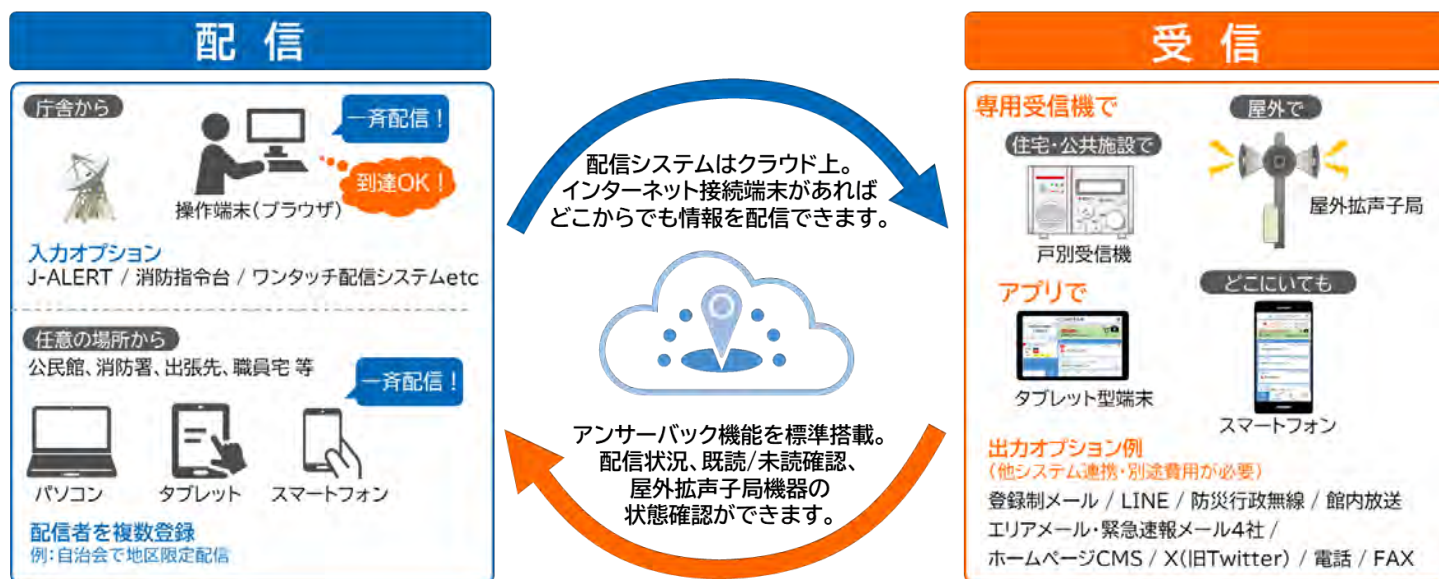 配信
庁舎から
一斉配信！
到達OK！
操作端末（ブラウザ）
入力オプション
J-ALERT / 消防指令台 / ワンタッチ配信システムetc
任意の場所から
公民館、消防署、出張先、職員宅 等
一斉配信！
パソコン
タブレット
スマートフォン
配信者を複数登録
例：自治会で地区限定配信
配信システムはクラウド上。
インターネット接続端末があれば
どこからでも情報を配信できます。
アンサーバック機能を標準搭載。
配信状況、既読/未読確認、
屋外拡声子局機器の
状態確認ができます。
受信
専用受信機で
住宅・公共施設で
戸別受信機
屋外で
屋外拡声子局
アプリで
タブレット型端末
どこにいても
スマートフォン
出力オプション例
（他システム連携・別途費用が必要）
登録制メール / LINE / 防災行政無線 / 館内放送
エリアメール・緊急速報メール4社 /
ホームページCMS / X(旧Twitter) / 電話 / FAX